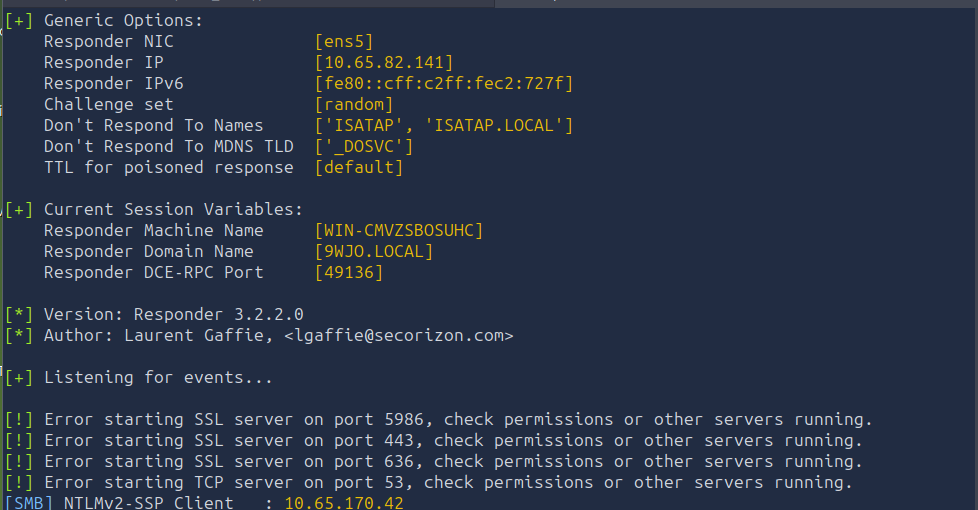 [+] Generic Options:
Responder NIC [ens5]
Responder IP [10.65.82.141]
Responder IPv6 [fe80::cff:c2ff:fec2:727f]
Challenge set [random]
Don't Respond To Names ['ISATAP', 'ISATAP.LOCAL']
Don't Respond To MDNS TLD ['_DOSVC']
TTL for poisoned response [default]
[+] Current Session Variables:
Responder Machine Name [WIN-CMVZSBOSUHC]
Responder Domain Name [9WJO.LOCAL]
Responder DCE-RPC Port [49136]
[*] Version: Responder 3.2.2.0
[*] Author: Laurent Gaffie, <lgaffie@secorizon.com>
[+] Listening for events...
[!] Error starting SSL server on port 5986, check permissions or other servers running.
[!] Error starting SSL server on port 443, check permissions or other servers running.
[!] Error starting SSL server on port 636, check permissions or other servers running.
[!] Error starting TCP server on port 53, check permissions or other servers running.
[SMB] NTLMv2-SSP Client : 10.65.170.42